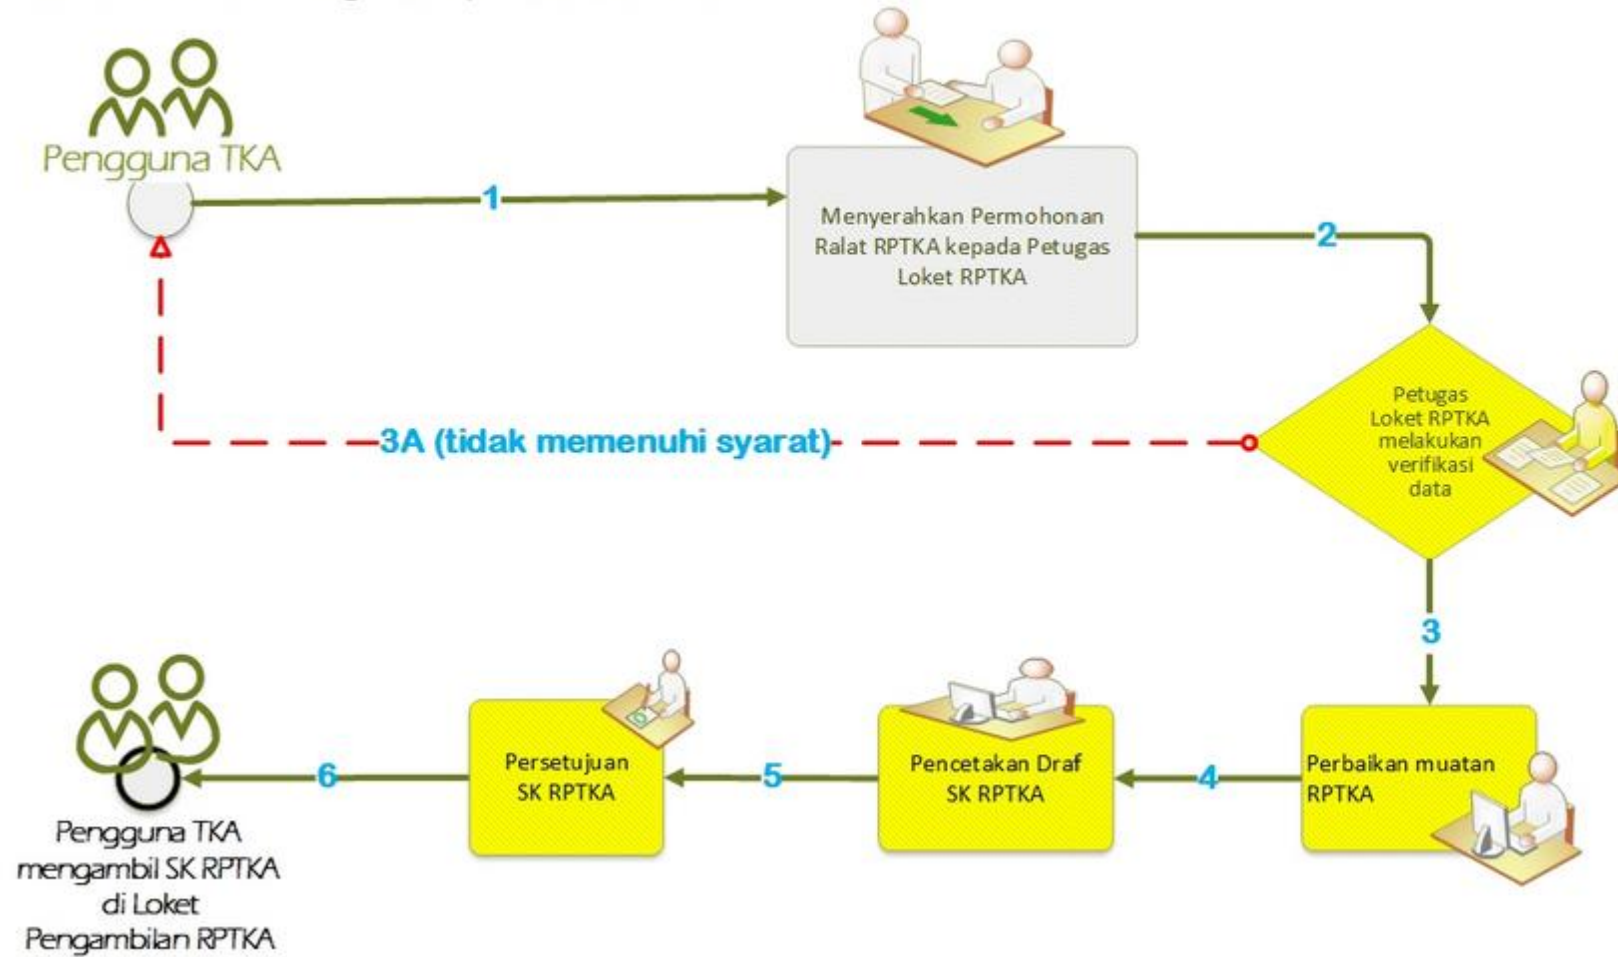 Pengguna TKA
1
Menyerahkan Permohonan
Ralat RPTKA kepada Petugas
Loket RPTKA
2
Petugas
Loket RPTKA
melakukan
verifikasi
data
3A (tidak memenuhi syarat)
3
Perbaikan muatan
RPTKA
4
Pencetakan Draf
SK RPTKA
5
Persetujuan
SK RPTKA
6
Pengguna TKA
mengambil SK RPTKA
di Loket
Pengambilan RPTKA